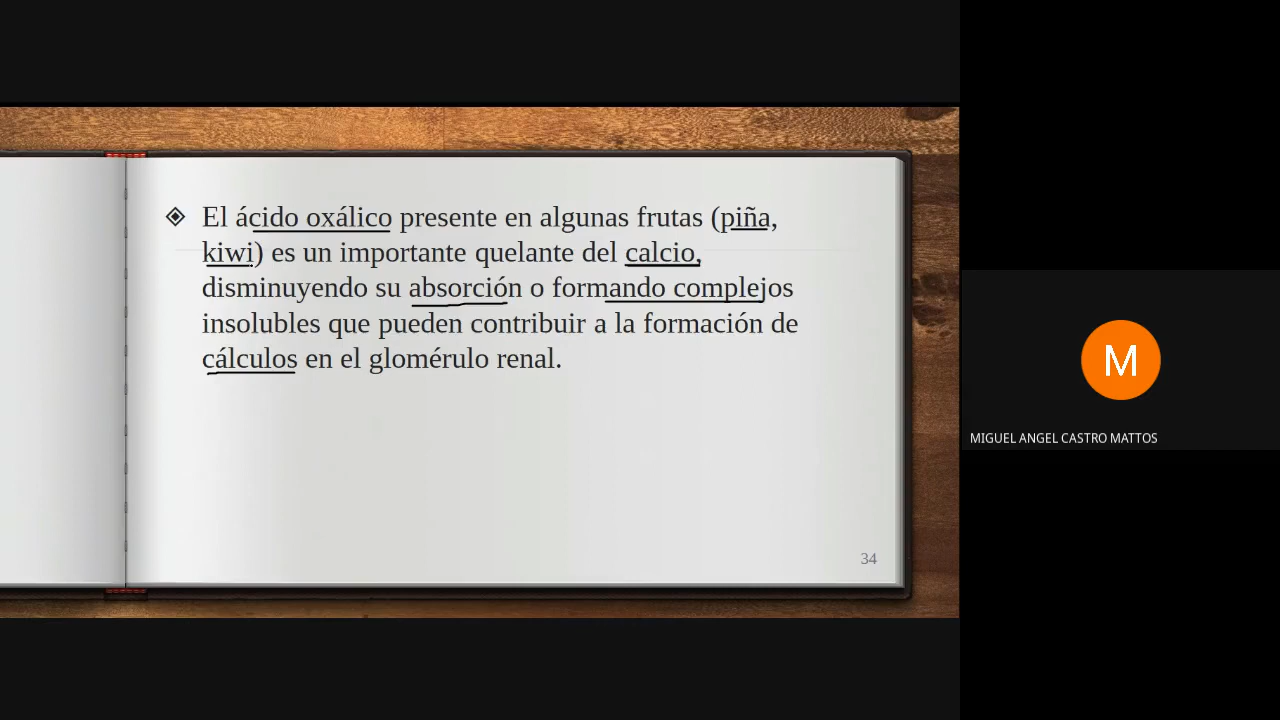 El ácido oxálico presente en algunas frutas (piña,
kiwi) es un importante quelante del calcio,
disminuyendo su absorción o formando complejos
insolubles que pueden contribuir a la formación de
cálculos en el glomérulo renal.
34
M
MIGUEL ANGEL CASTRO MATTOS